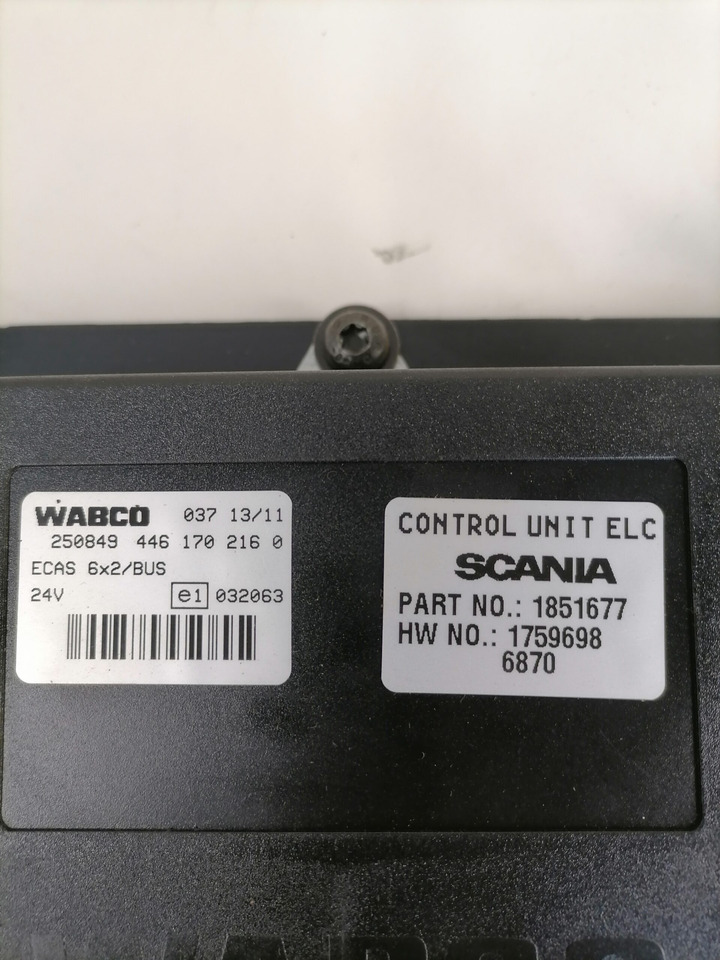 WABCO 037 13/11
250849 446 170 216 0
ECAS 6x2/BUS
24V e1 032063
CONTROL UNIT ELC
SCANIA
PART NO.: 1851677
HW NO.: 1759698
6870